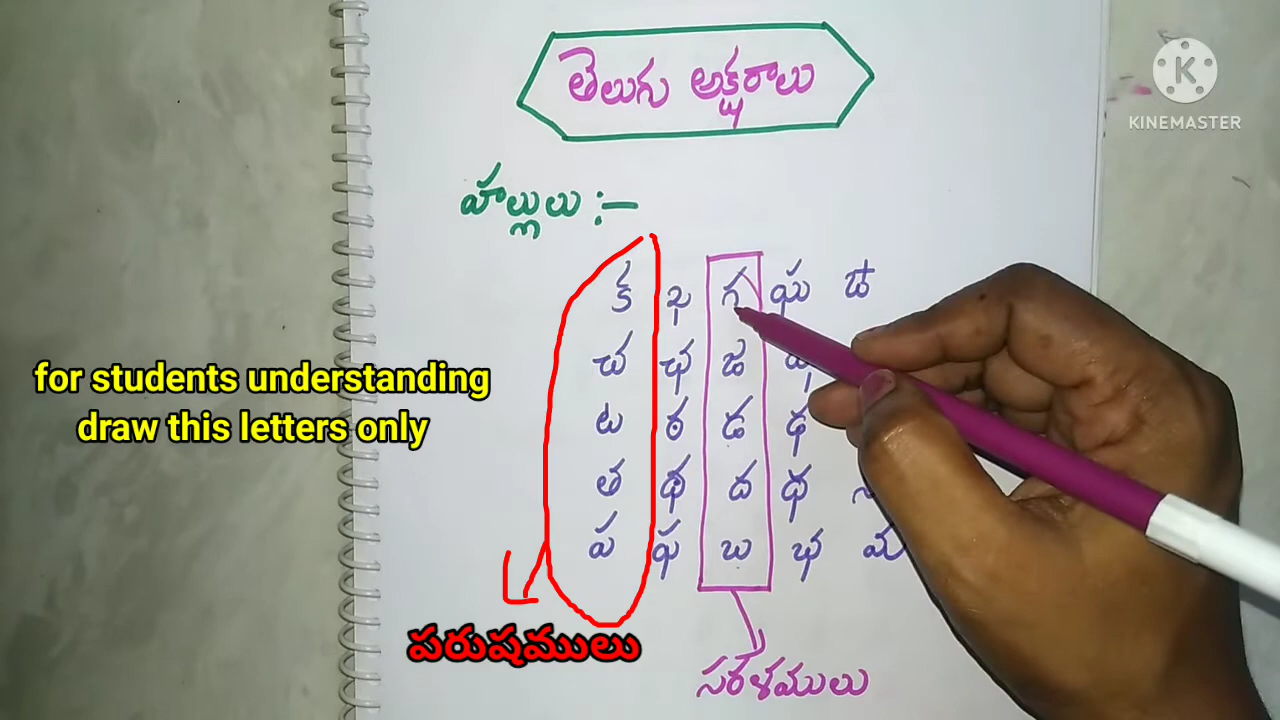 తెలుగు అక్షరాలు
KINEMASTER
హల్లులు :-
క ఖ గ ఘ ఙ
చ ఛ జ
ట ఠ డ ఢ
త థ ద ధ
ప ఫ బ భ మ
for students understanding
draw this letters only
పరుషములు
సరళములు